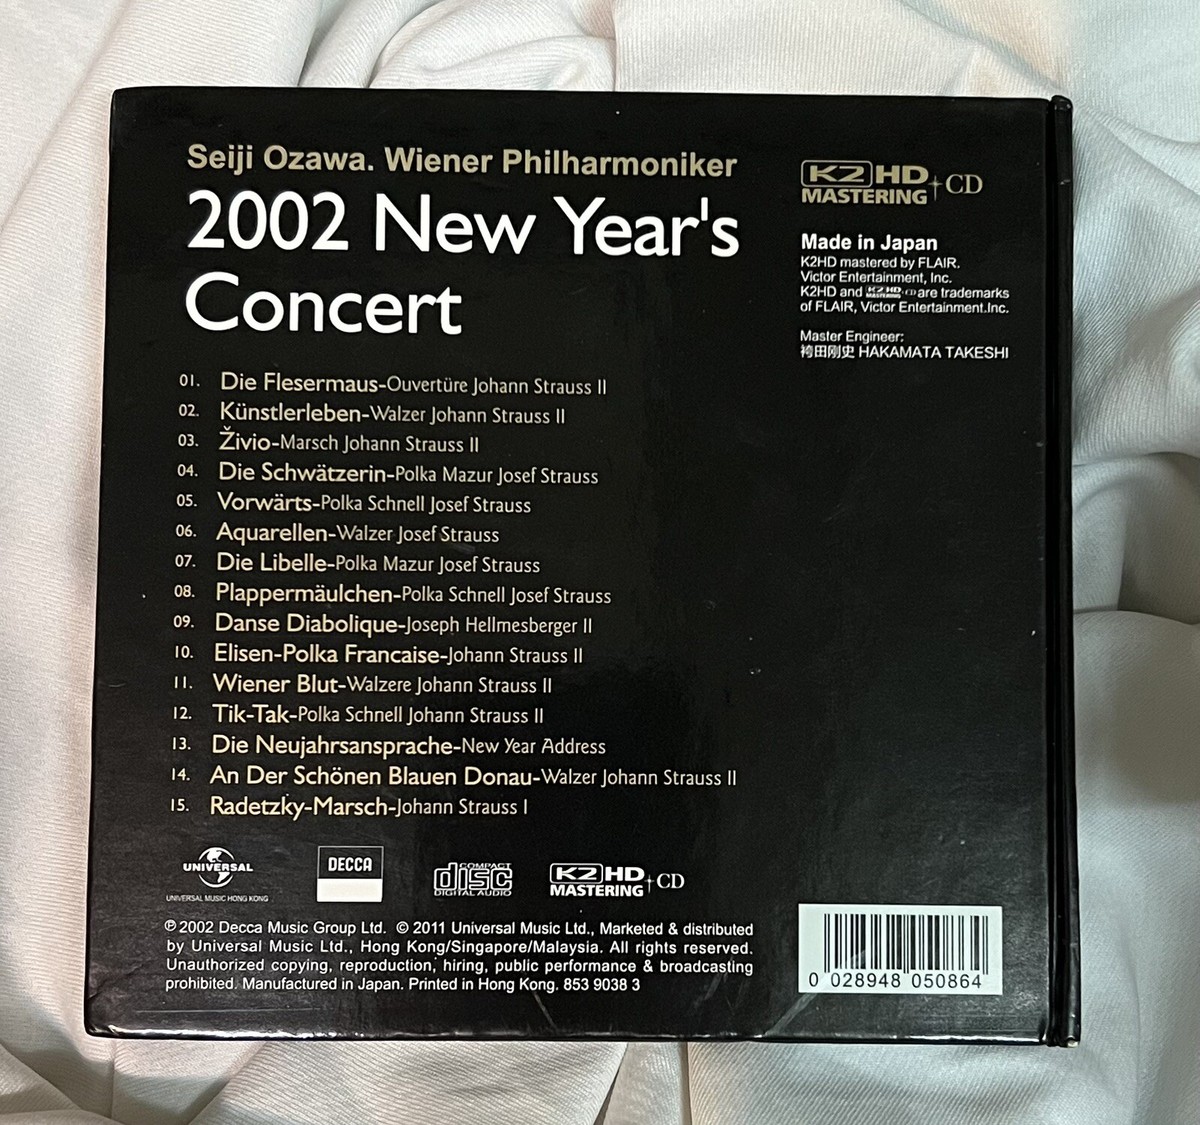 Seiji Ozawa. Wiener Philharmoniker
2002 New Year's
Concert
K2 HD
MASTERING + CD
Made in Japan
K2HD mastered by FLAIR.
Victor Entertainment, Inc.
K2HD and K2 HD MASTERING + CD are trademarks
of FLAIR, Victor Entertainment.Inc.
Master Engineer:
袴田剛史 HAKAMATA TAKESHI
01. Die Flesermaus-Ouvertüre Johann Strauss II
02. Künstlerleben-Walzer Johann Strauss II
03. Živio-Marsch Johann Strauss II
04. Die Schwätzerin-Polka Mazur Josef Strauss
05. Vorwärts-Polka Schnell Josef Strauss
06. Aquarellen-Walzer Josef Strauss
07. Die Libelle-Polka Mazur Josef Strauss
08. Plappermäulchen-Polka Schnell Josef Strauss
09. Danse Diabolique-Joseph Hellmesberger II
10. Elisen-Polka Francaise-Johann Strauss II
11. Wiener Blut-Walzere Johann Strauss II
12. Tik-Tak-Polka Schnell Johann Strauss II
13. Die Neujahrsansprache-New Year Address
14. An Der Schönen Blauen Donau-Walzer Johann Strauss II
15. Radetzky-Marsch-Johann Strauss I
UNIVERSAL
UNIVERSAL MUSIC HONG KONG
DECCA
COMPACT
disc
DIGITAL AUDIO
K2 HD
MASTERING + CD
℗ 2002 Decca Music Group Ltd. © 2011 Universal Music Ltd., Marketed & distributed
by Universal Music Ltd., Hong Kong/Singapore/Malaysia. All rights reserved.
Unauthorized copying, reproduction, hiring, public performance & broadcasting
prohibited. Manufactured in Japan. Printed in Hong Kong. 853 9038 3
0 028948 050864